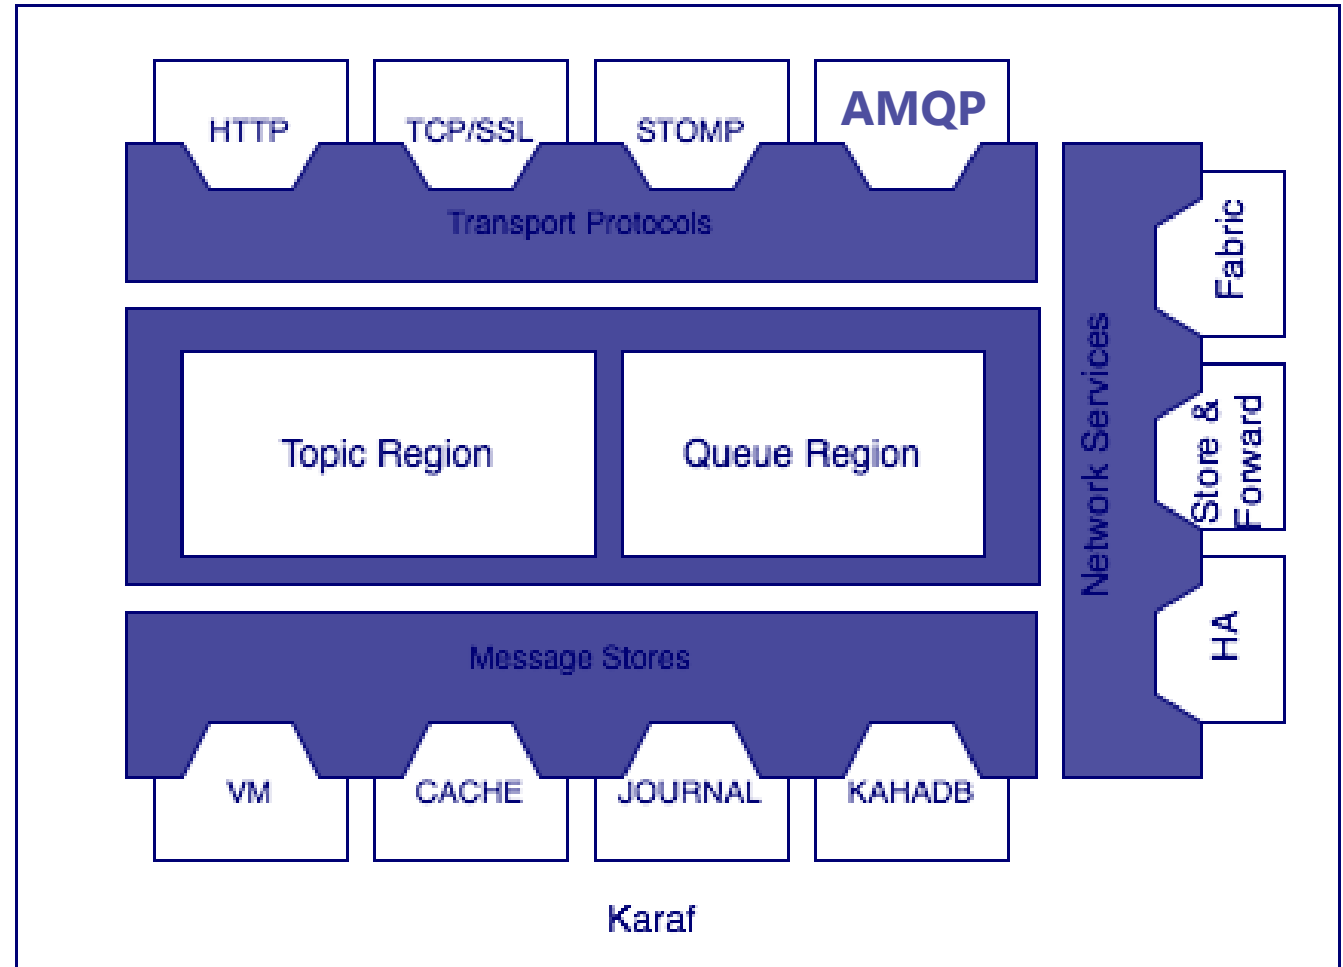 HTTP
TCP/SSL
STOMP
AMQP
Transport Protocols
Topic Region
Queue Region
Message Stores
VM
CACHE
JOURNAL
KAHADB
Network Services
Fabric
Store &
Forward
HA
Karaf